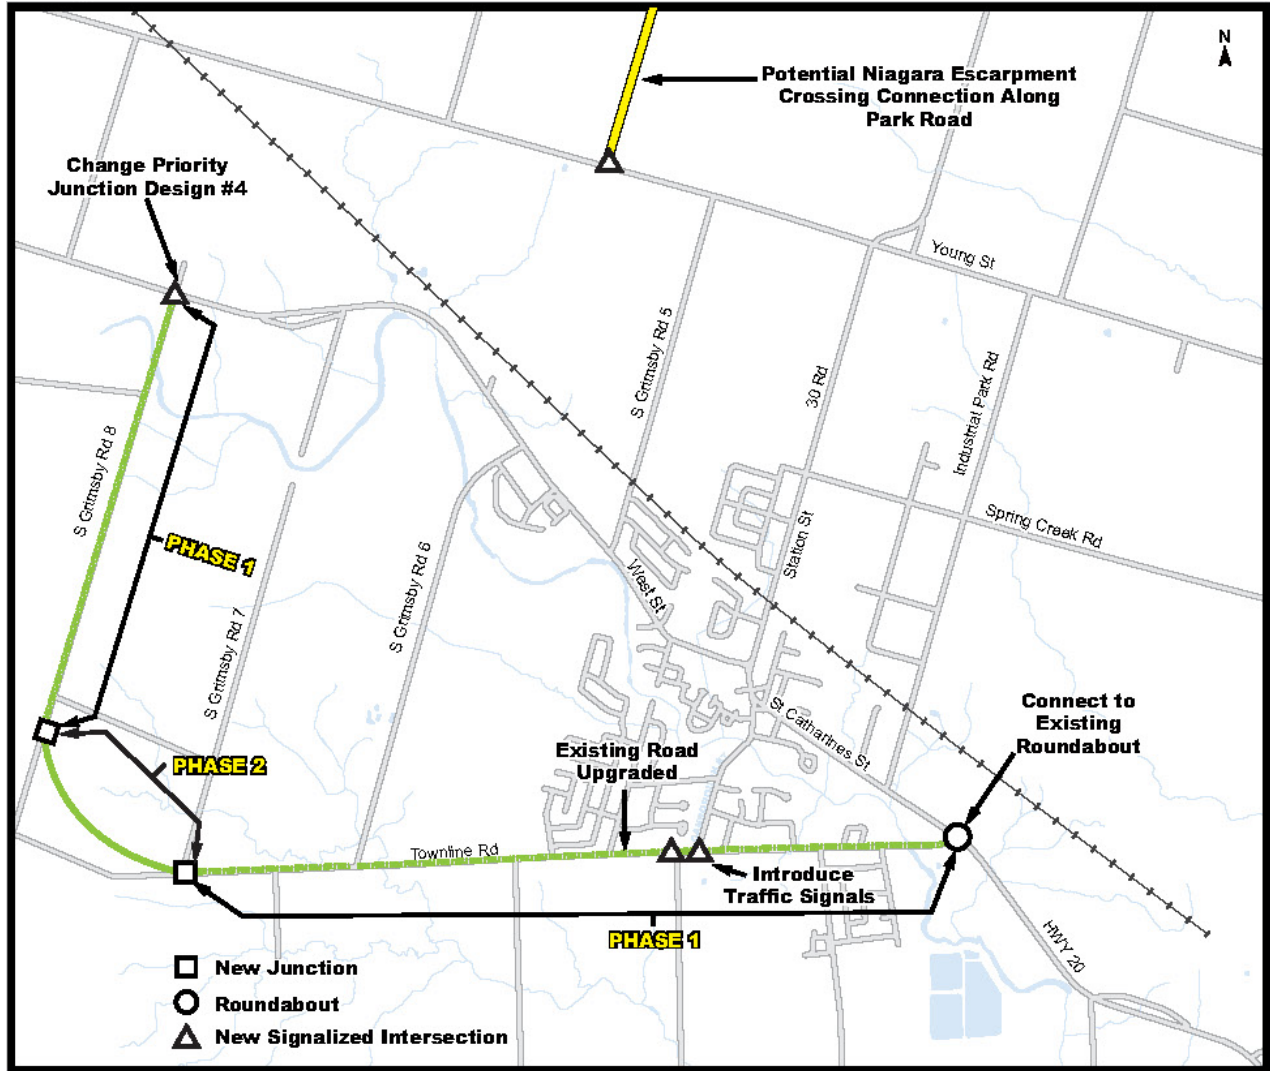 N
Potential Niagara Escarpment
Crossing Connection Along
Park Road
Change Priority
Junction Design #4
Young St
S Grimsby Rd 5
30 Rd
Industrial Park Rd
S Grimsby Rd 8
Spring Creek Rd
PHASE 1
Station St
S Grimsby Rd 6
West St
S Grimsby Rd 7
St Catharines St
Connect to
Existing
Roundabout
Existing Road
Upgraded
PHASE 2
Townline Rd
Introduce
Traffic Signals
PHASE 1
HWY 20
New Junction
Roundabout
New Signalized Intersection